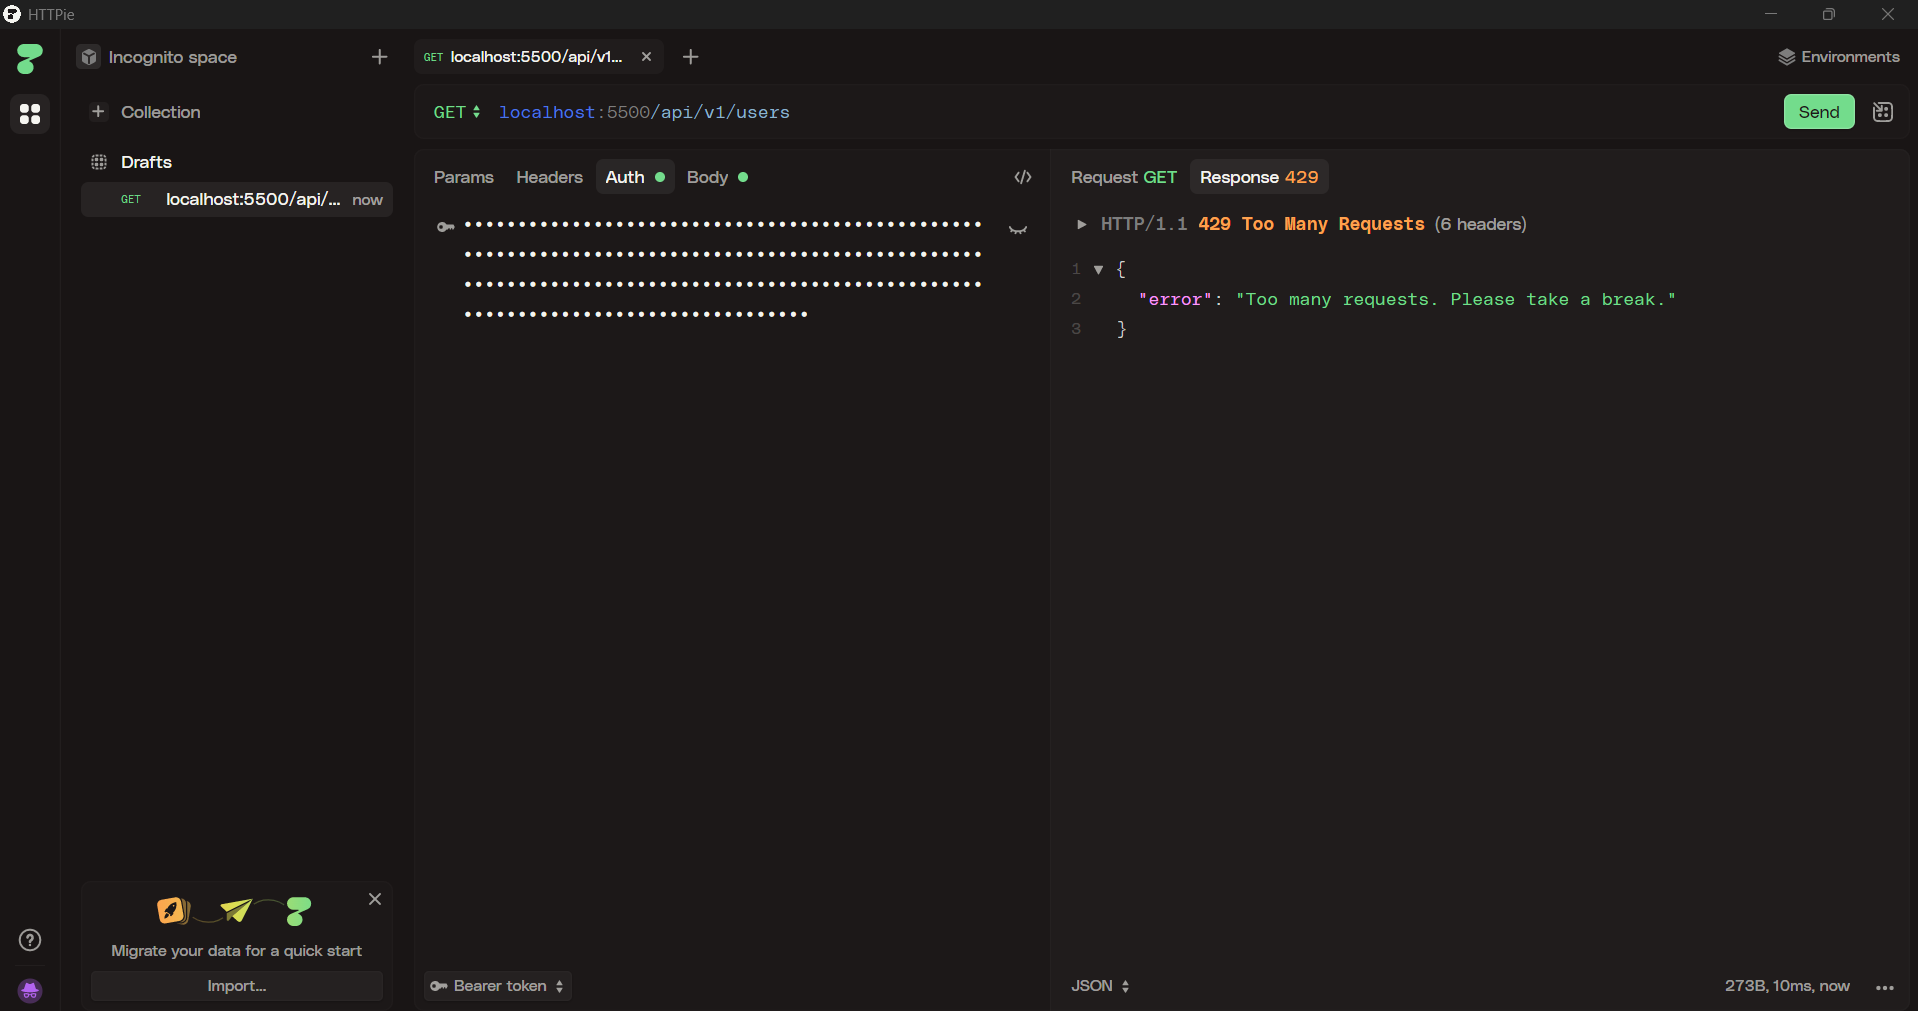 HTTPie
Incognito space
Collection
Drafts
GET localhost:5500/api/... now
Migrate your data for a quick start
Import...
GET localhost:5500/api/v1...
Environments
GET localhost:5500/api/v1/users
Send
Params Headers Auth Body
Bearer token
Request GET Response 429
HTTP/1.1 429 Too Many Requests (6 headers)
1 {
2 "error": "Too many requests. Please take a break."
3 }
JSON
273B, 10ms, now